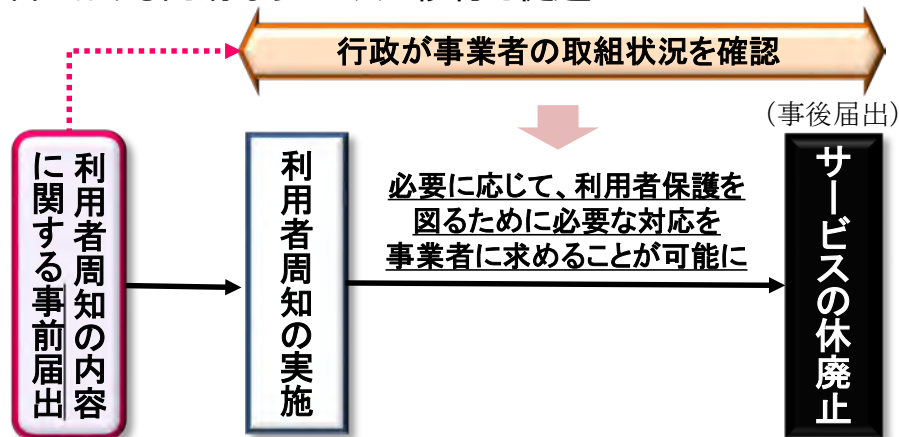 行政が事業者の取組状況を確認
(事後届出)
利用者周知の内容
に関する事前届出
利用者周知の実施
必要に応じて、利用者保護を
図るために必要な対応を
事業者に求めることが可能に
サービスの休廃止